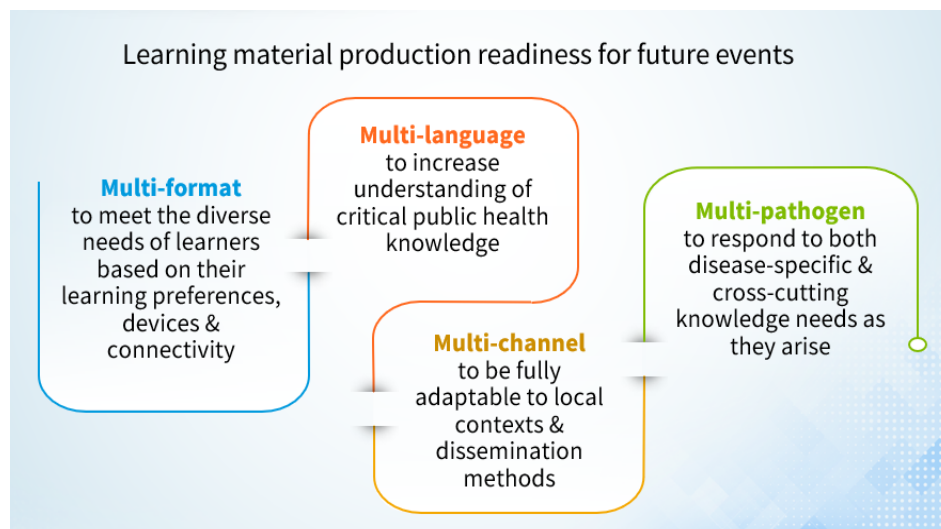 Learning material production readiness for future events
Multi-format
to meet the diverse
needs of learners
based on their
learning preferences,
devices &
connectivity
Multi-language
to increase
understanding of
critical public health
knowledge
Multi-channel
to be fully
adaptable to local
contexts &
dissemination
methods
Multi-pathogen
to respond to both
disease-specific &
cross-cutting
knowledge needs as
they arise